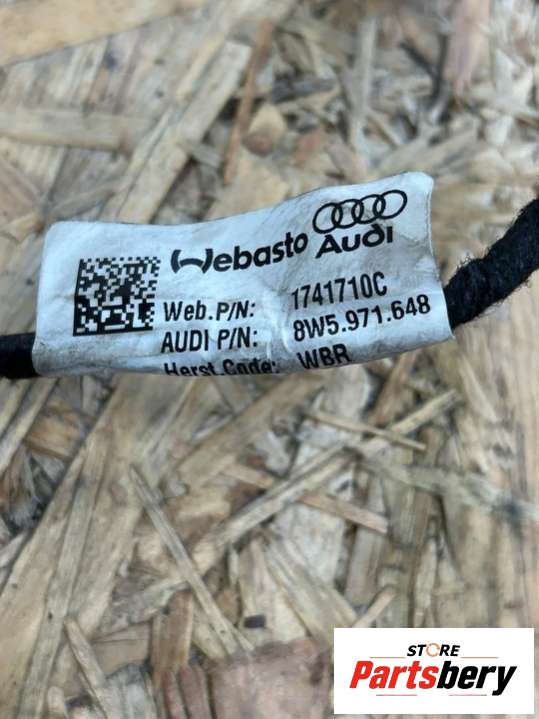 Webasto Audi
Web.P/N: 1741710C
AUDI P/N: 8W5.971.648
Herst.Code: WBR
STORE
Partsbery